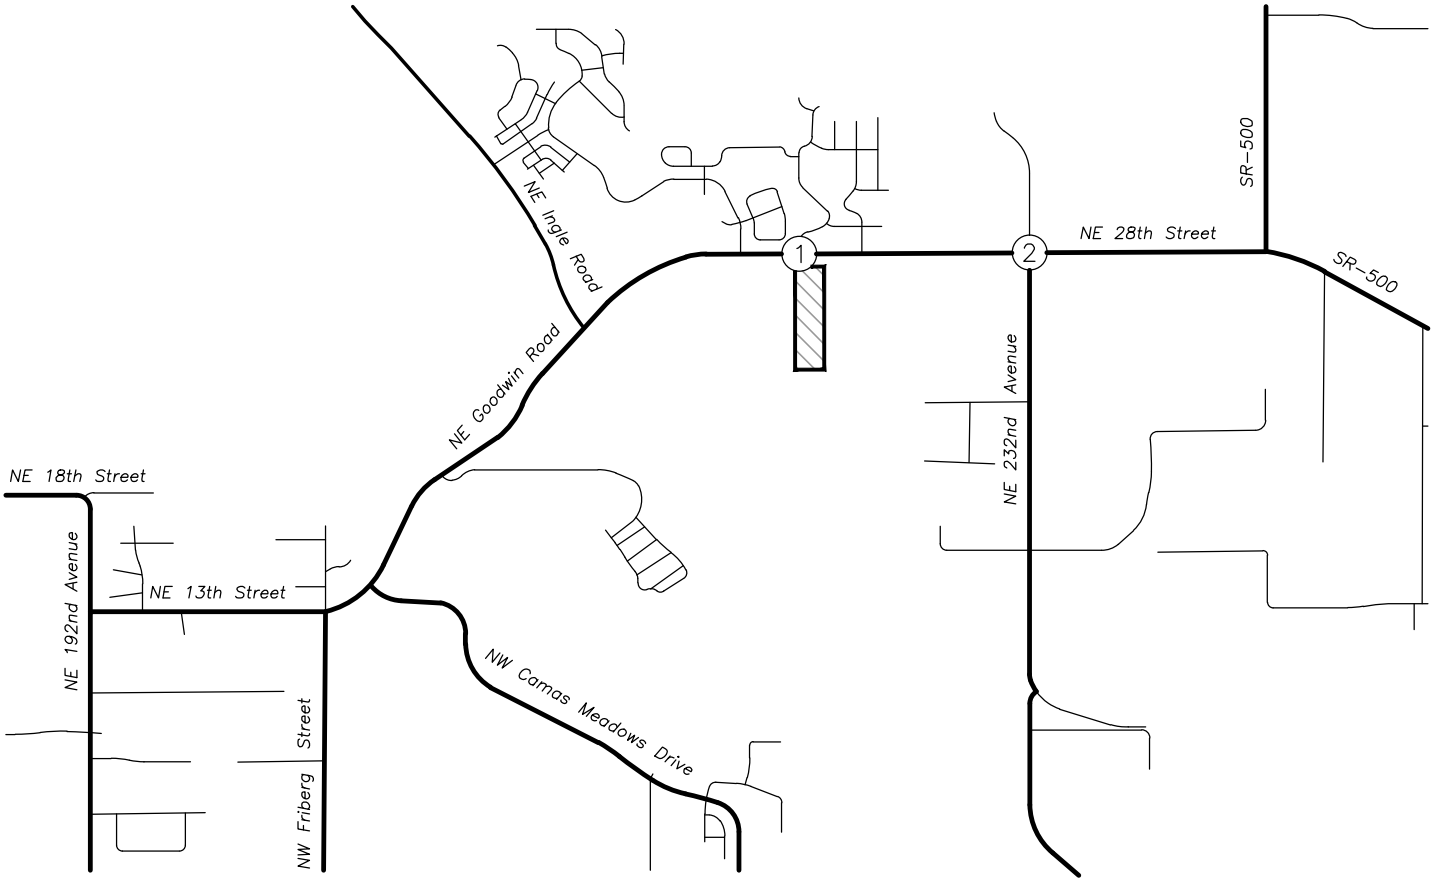 SR-500
NE Ingle Road
1
2
NE 28th Street
SR-500
NE Goodwin Road
NE 232nd Avenue
NE 18th Street
NE 192nd Avenue
NE 13th Street
NW Camas Meadows Drive
NW Friberg Street